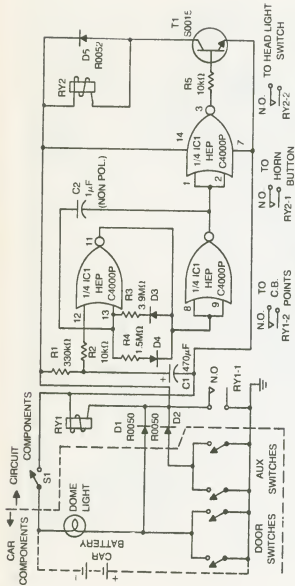 CAR COMPONENTS
CIRCUIT COMPONENTS
S1
DOME LIGHT
CAR BATTERY
DOOR SWITCHES
AUX SWITCHES
RY1
D1
R0050
R0050
D2
N.O
RY1-1
R1
330kΩ
R2
10kΩ
C1
470µF
+
12
13
11
1/4 IC1
HEP
C4000P
R4
1.5MΩ
R3
3.9MΩ
D4
D3
C2
1µF
(NON POL.)
8
9
1/4 IC1
HEP
C4000P
1
2
14
1/4 IC1
HEP
C4000P
3
7
R5
10kΩ
RY2
D5
R0052
T1
S0015
N.O. TO C.B. POINTS
RY1-2
N O TO HORN BUTTON
RY2-1
N O. TO HEAD LIGHT SWITCH
RY2-2